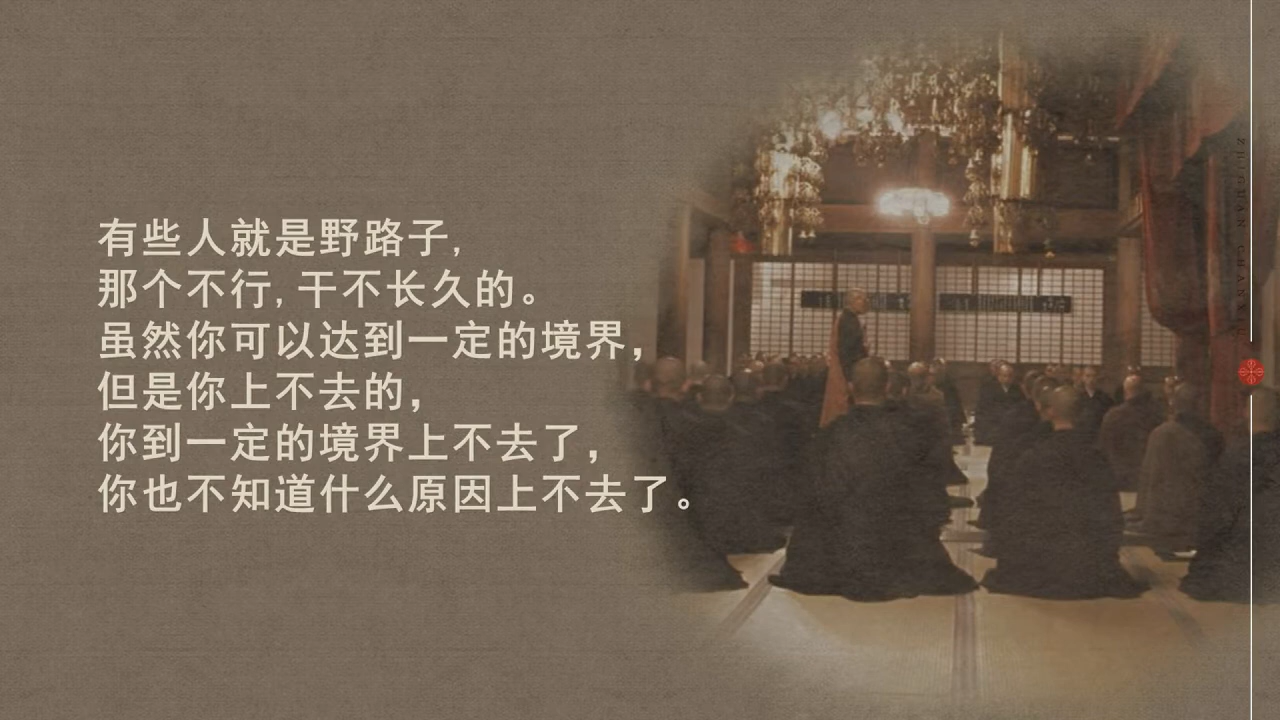 有些人就是野路子,
那个不行,干不长久的。
虽然你可以达到一定的境界,
但是你上不去的,
你到一定的境界上不去了,
你也不知道什么原因上不去了。